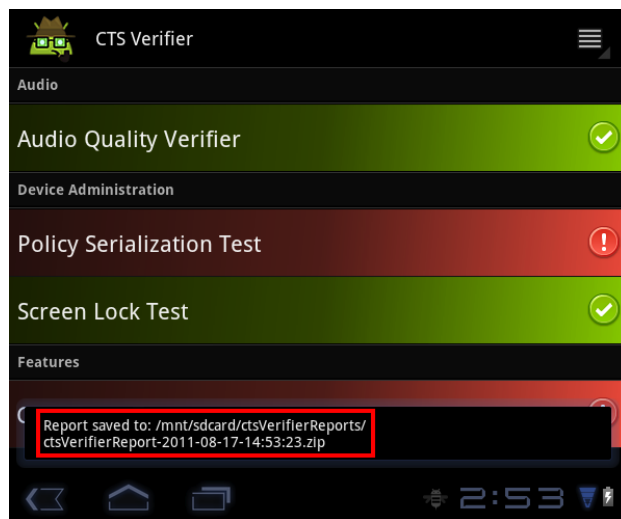 CTS Verifier
Audio
Audio Quality Verifier
Device Administration
Policy Serialization Test
Screen Lock Test
Features
Report saved to: /mnt/sdcard/ctsVerifierReports/
ctsVerifierReport-2011-08-17-14:53:23.zip
2:53